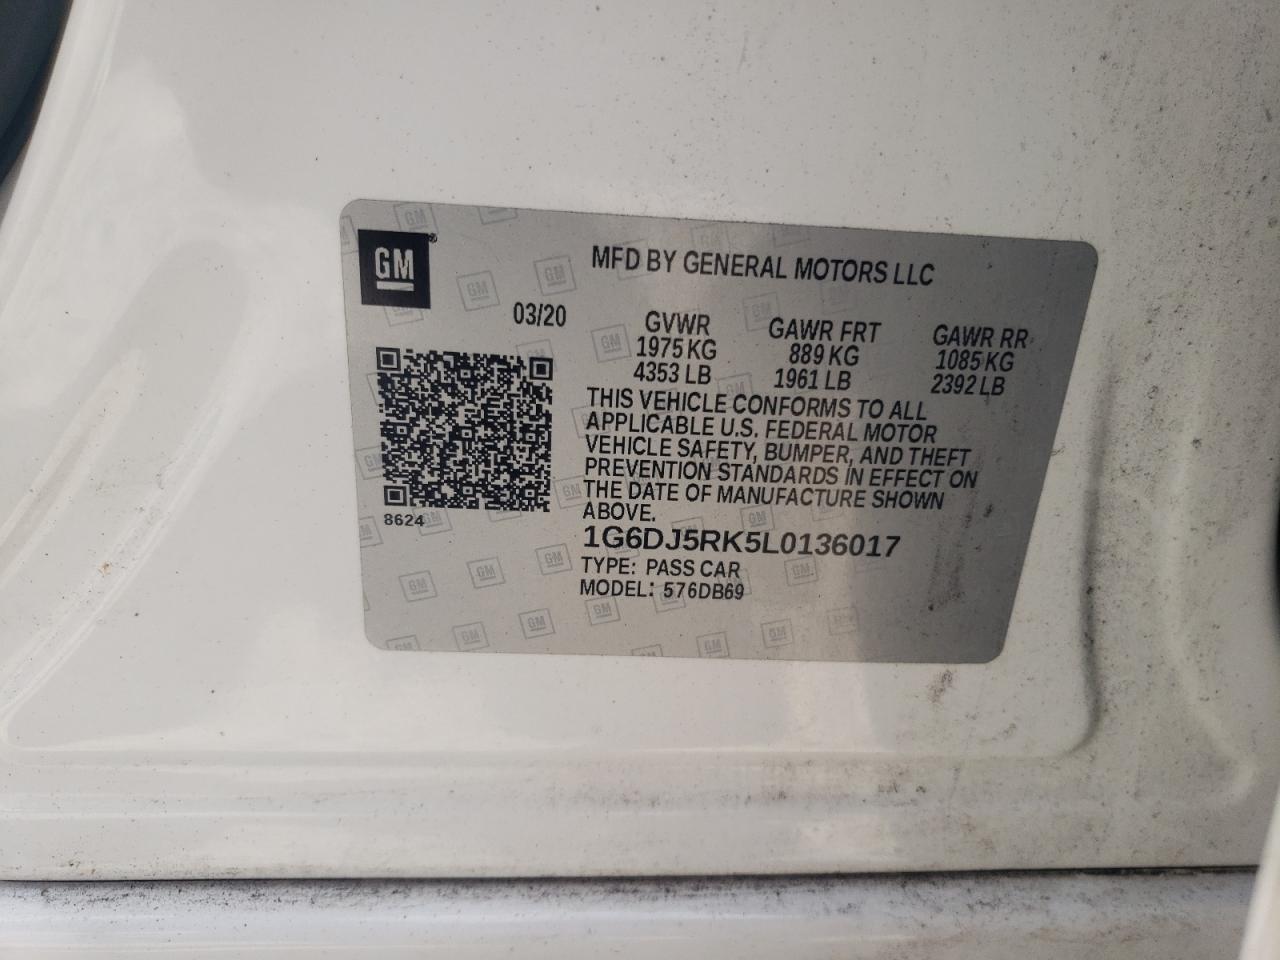 GM
MFD BY GENERAL MOTORS LLC
03/20
GVWR GAWR FRT GAWR RR
1975 KG 889 KG 1085 KG
4353 LB 1961 LB 2392 LB
THIS VEHICLE CONFORMS TO ALL
APPLICABLE U.S. FEDERAL MOTOR
VEHICLE SAFETY, BUMPER, AND THEFT
PREVENTION STANDARDS IN EFFECT ON
THE DATE OF MANUFACTURE SHOWN
ABOVE.
8624
1G6DJ5RK5L0136017
TYPE: PASS CAR
MODEL: 576DB69